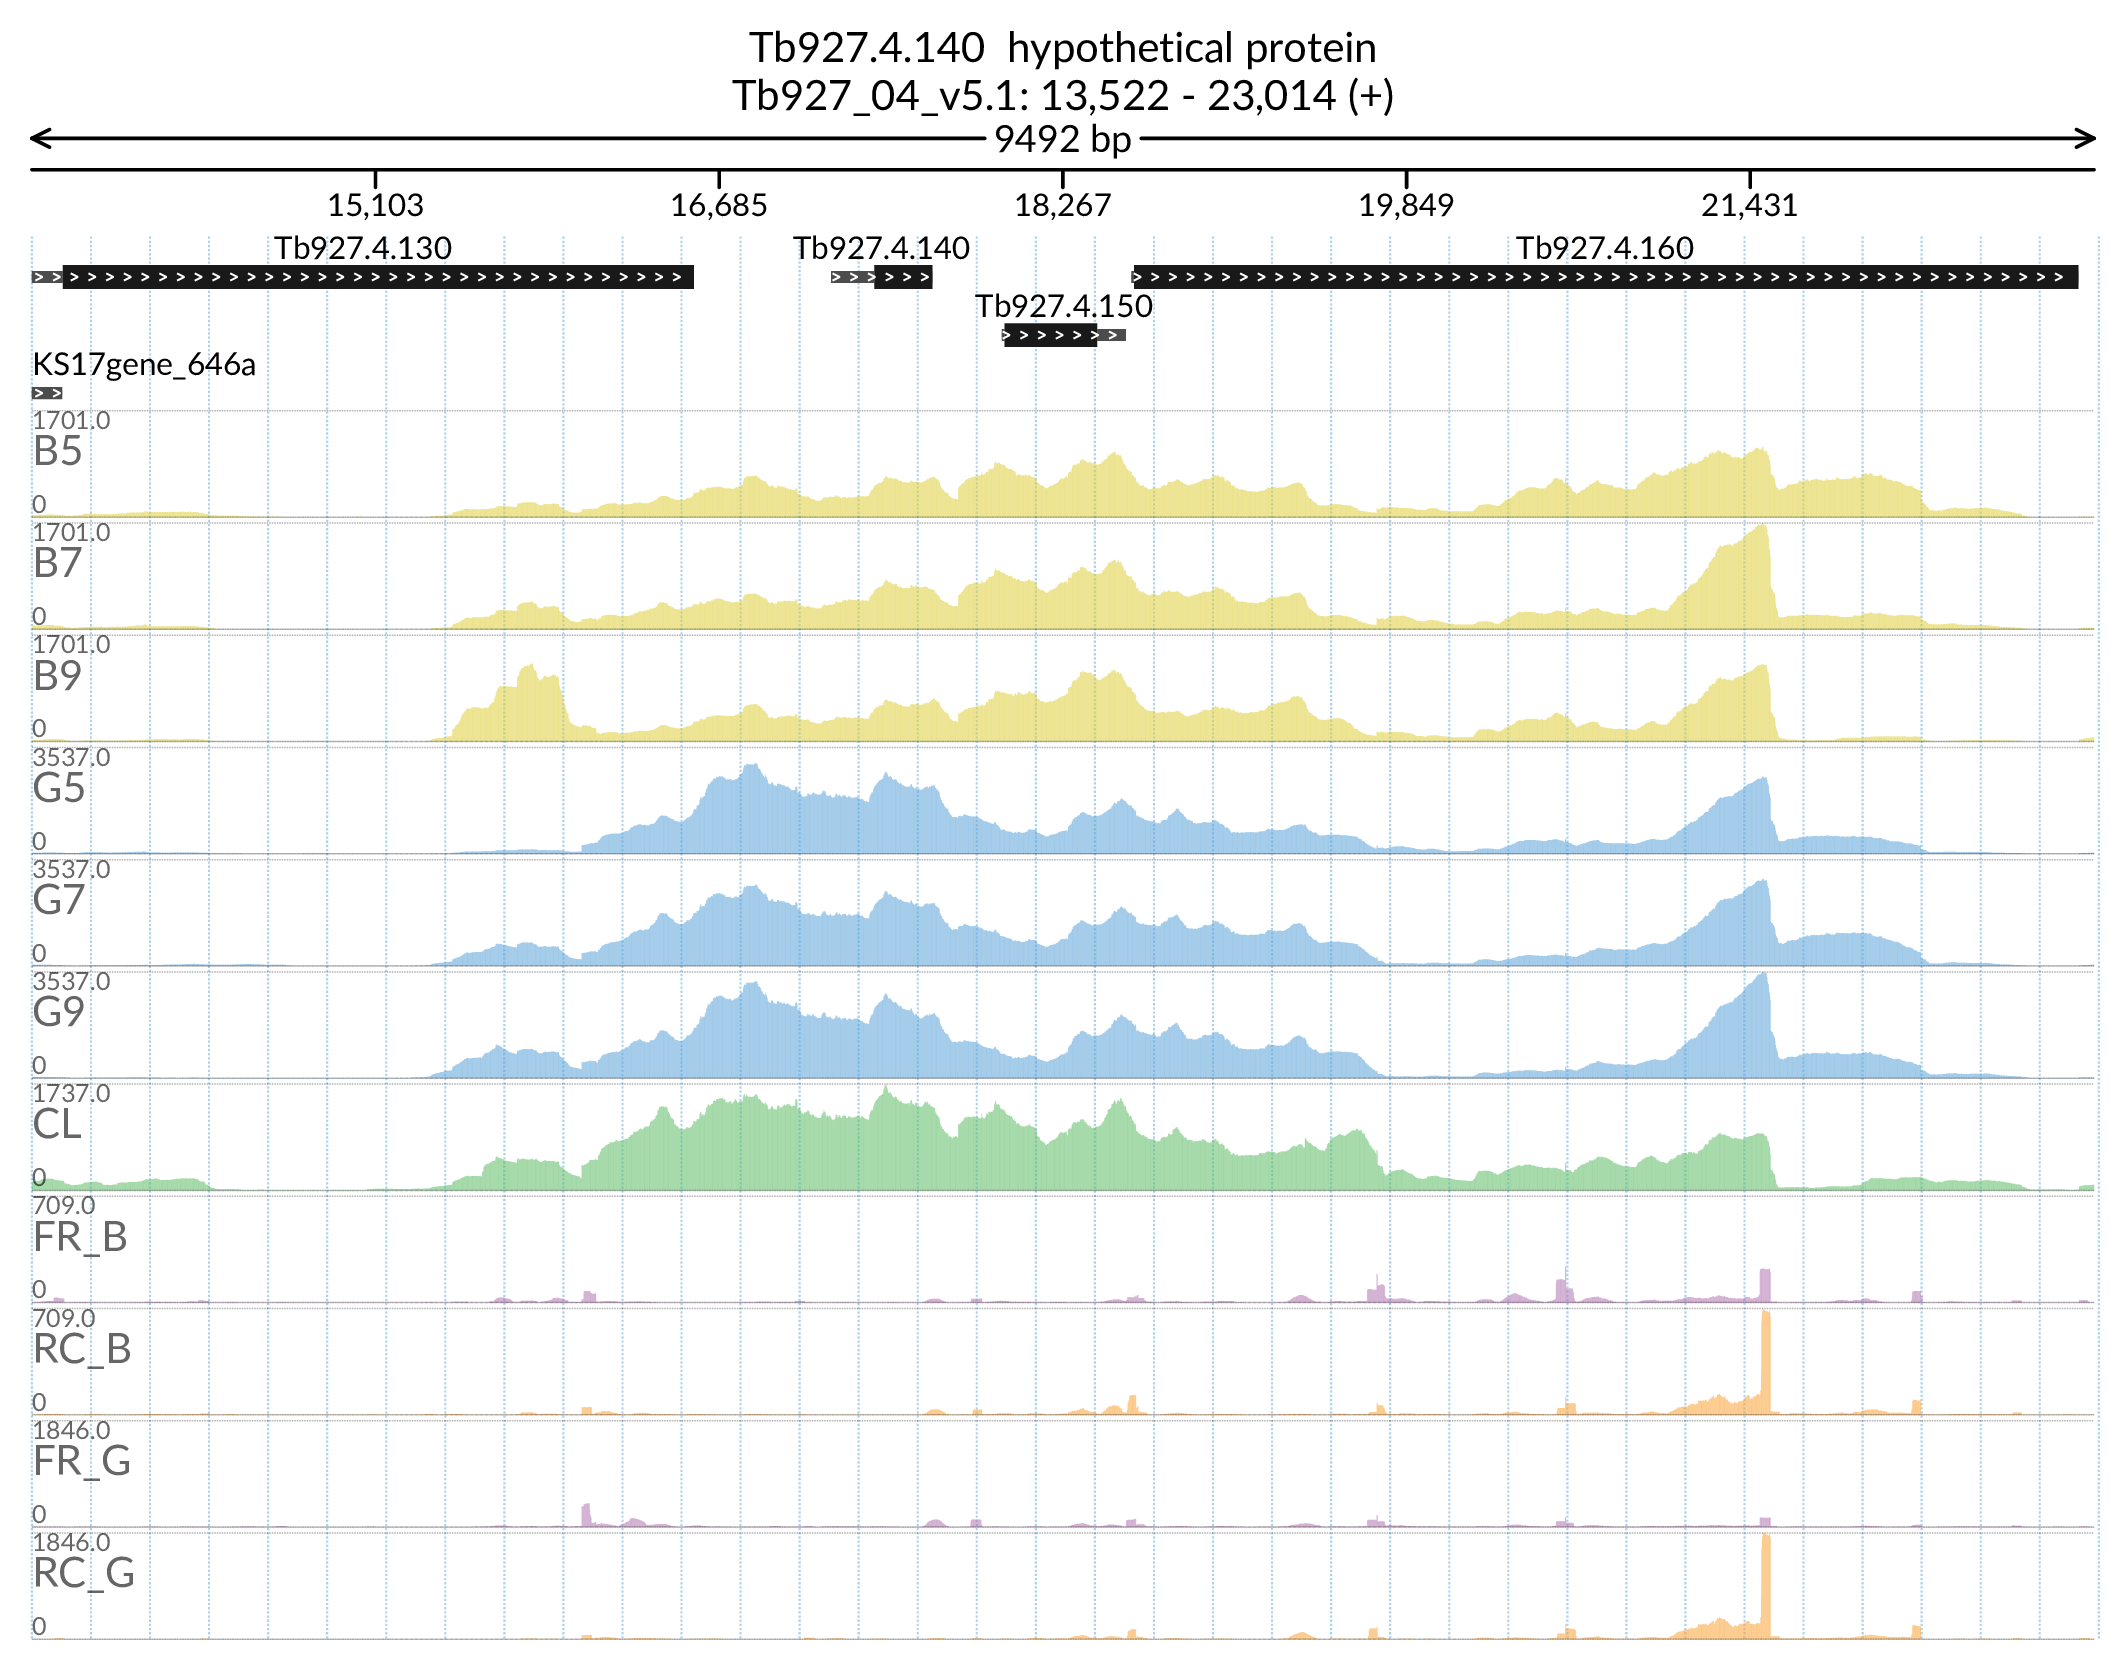 Tb927.4.140  hypothetical protein
Tb927_04_v5.1: 13,522 - 23,014 (+)
9492 bp
15,103 16,685 18,267 19,849 21,431
Tb927.4.130 Tb927.4.140 Tb927.4.160
Tb927.4.150
KS17gene_646a
1701.0
B5
0
1701.0
B7
0
1701.0
B9
0
3537.0
G5
0
3537.0
G7
0
3537.0
G9
0
1737.0
CL
0
709.0
FR_B
0
709.0
RC_B
0
1846.0
FR_G
0
1846.0
RC_G
0